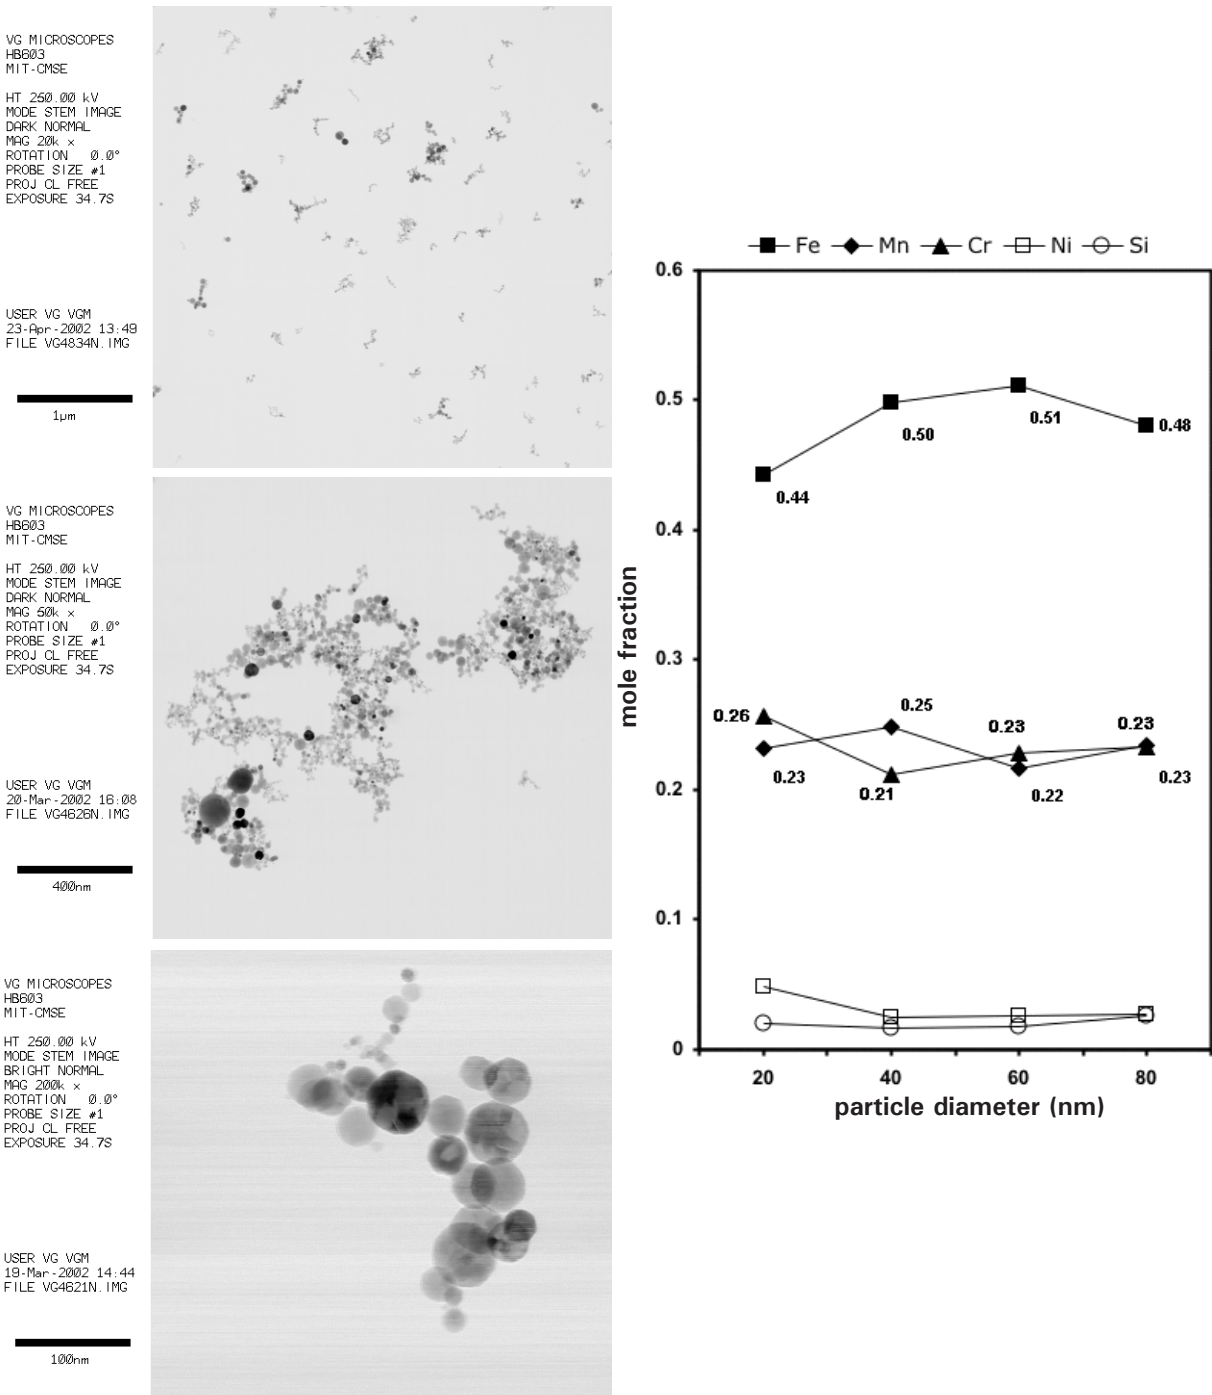 VG MICROSCOPES
HB603
MIT-CMSE
HT 250.00 kV
MODE STEM IMAGE
DARK NORMAL
MAG 20k ×
ROTATION 0.0°
PROBE SIZE #1
PROJ CL FREE
EXPOSURE 34.7S
USER VG VGM
23-Apr-2002 13:49
FILE VG4834N.IMG
1µm
VG MICROSCOPES
HB603
MIT-CMSE
HT 250.00 kV
MODE STEM IMAGE
DARK NORMAL
MAG 50k ×
ROTATION 0.0°
PROBE SIZE #1
PROJ CL FREE
EXPOSURE 34.7S
USER VG VGM
20-Mar-2002 16:08
FILE VG4626N.IMG
400nm
VG MICROSCOPES
HB603
MIT-CMSE
HT 250.00 kV
MODE STEM IMAGE
BRIGHT NORMAL
MAG 200k ×
ROTATION 0.0°
PROBE SIZE #1
PROJ CL FREE
EXPOSURE 34.7S
USER VG VGM
19-Mar-2002 14:44
FILE VG4621N.IMG
100nm
Fe Mn Cr Ni Si
0.6
0.5
0.4
0.3
0.2
0.1
0
mole fraction
0.44
0.50
0.51
0.48
0.26
0.25
0.23
0.23
0.23
0.21
0.22
0.23
20 40 60 80
particle diameter (nm)